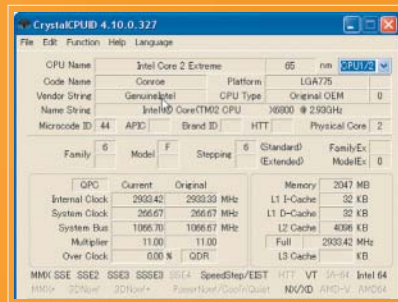 CrystalCPUID 4.10.0.327
File Edit Function Help Language
CPU Name Intel Core 2 Extreme 65 nm CPU1/2
Code Name Conroe Platform LGA775
Vendor String GenuineIntel CPU Type Original OEM 0
Name String Intel(R) Core(TM)2 CPU X6800 @ 2.93GHz
Microcode ID 44 APIC Brand ID HTT Physical Core 2
Family 6 Model F Stepping 6 (Standard) FamilyEx
(Extended) ModelEx 0
QPC Current Original Memory 2047 MB
Internal Clock 2933.42 2933.33 MHz L1 I-Cache 32 KB
System Clock 266.67 266.67 MHz L1 D-Cache 32 KB
System Bus 1066.70 1066.67 MHz L2 Cache 4096 KB
Multiplier 11.00 11.00 Full 2933.42 MHz
Over Clock 0.00 % QDR L3 Cache KB
MMX SSE SSE2 SSE3 SSSE3 SSE4 SpeedStep/EIST HTT VT IA-64 Intel 64
MMX+ 3DNow! 3DNow!+ PowerNow!/Cool'n'Quiet NX/XD AMD-V AMD64